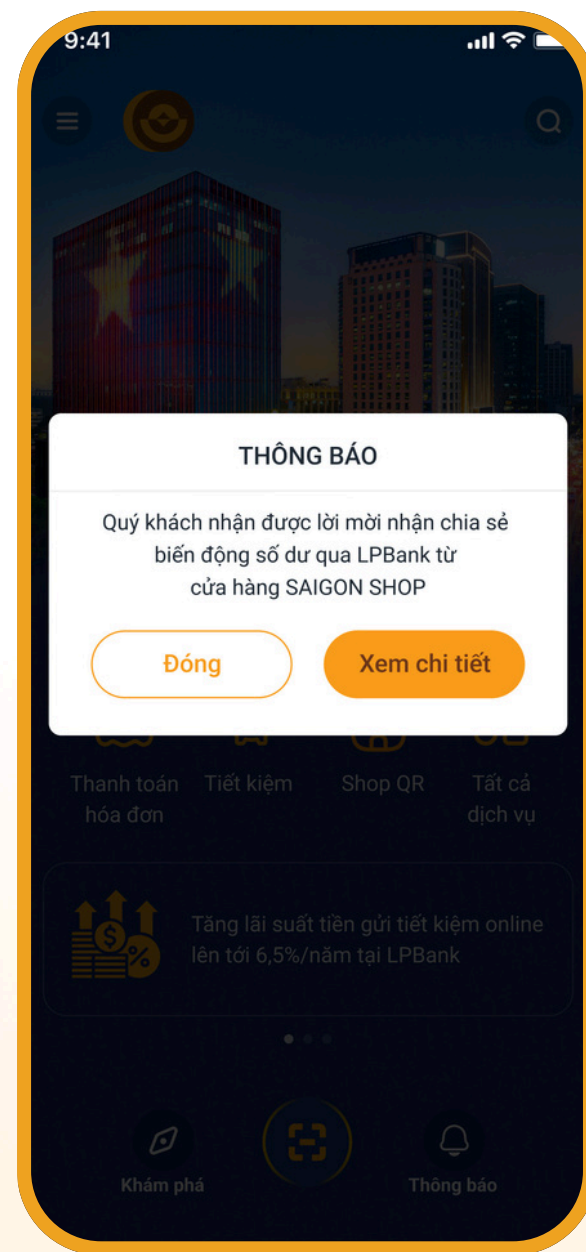 9:41
THÔNG BÁO
Quý khách nhận được lời mời nhận chia sẻ
biến động số dư qua LPBank từ
cửa hàng SAIGON SHOP
Đóng
Xem chi tiết
Thanh toán
hóa đơn
Tiết kiệm
Shop QR
Tất cả
dịch vụ
Tăng lãi suất tiền gửi tiết kiệm online
lên tới 6,5%/năm tại LPBank
Khám phá
Thông báo